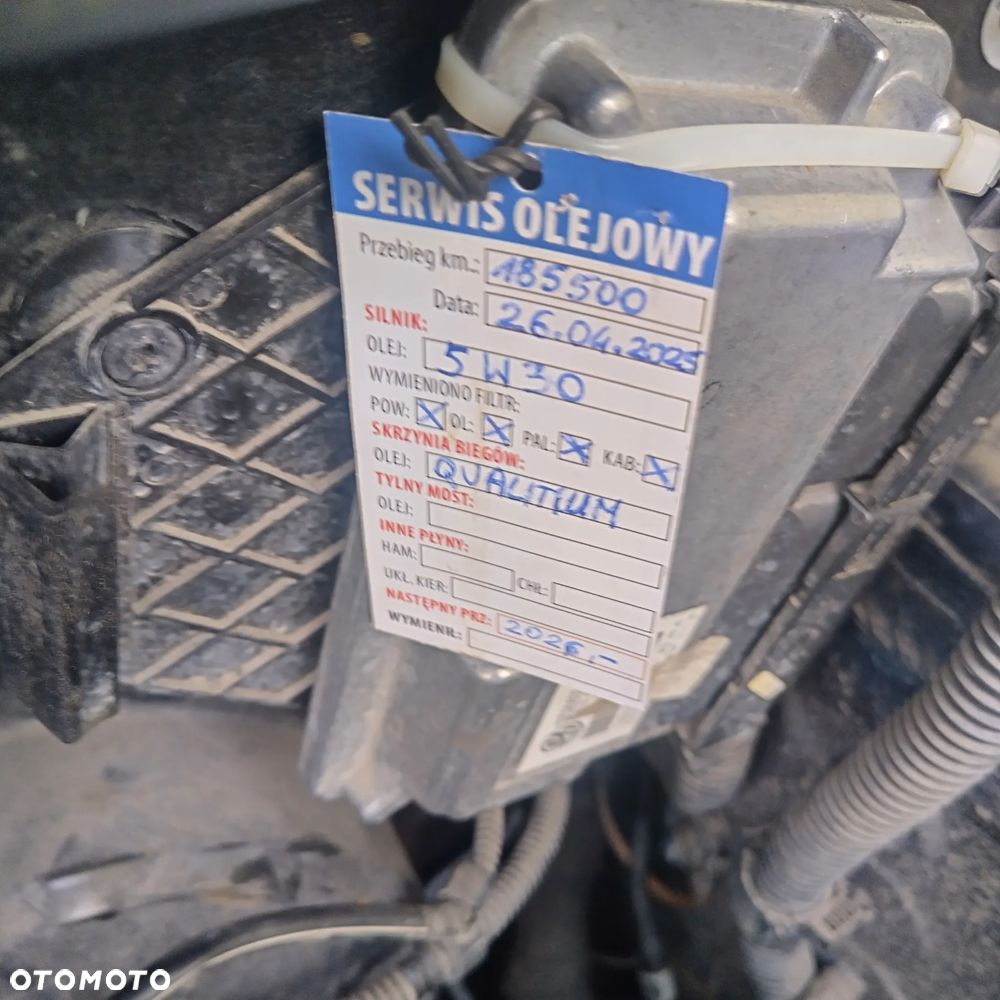 SERWIS OLEJOWY
Przebieg km.: 185500
Data: 26.04.2025
SILNIK:
OLEJ: 5W30
WYMIENIONO FILTR:
POW: X OL: X PAL: X KAB: X
SKRZYNIA BIEGÓW:
OLEJ: QUALITIUM
TYLNY MOST:
OLEJ:
INNE PŁYNY:
HAM: CHŁ.:
UKŁ. KIER:
NASTĘPNY PRZ: 2026.-
WYMIENIŁ:
OTOMOTO